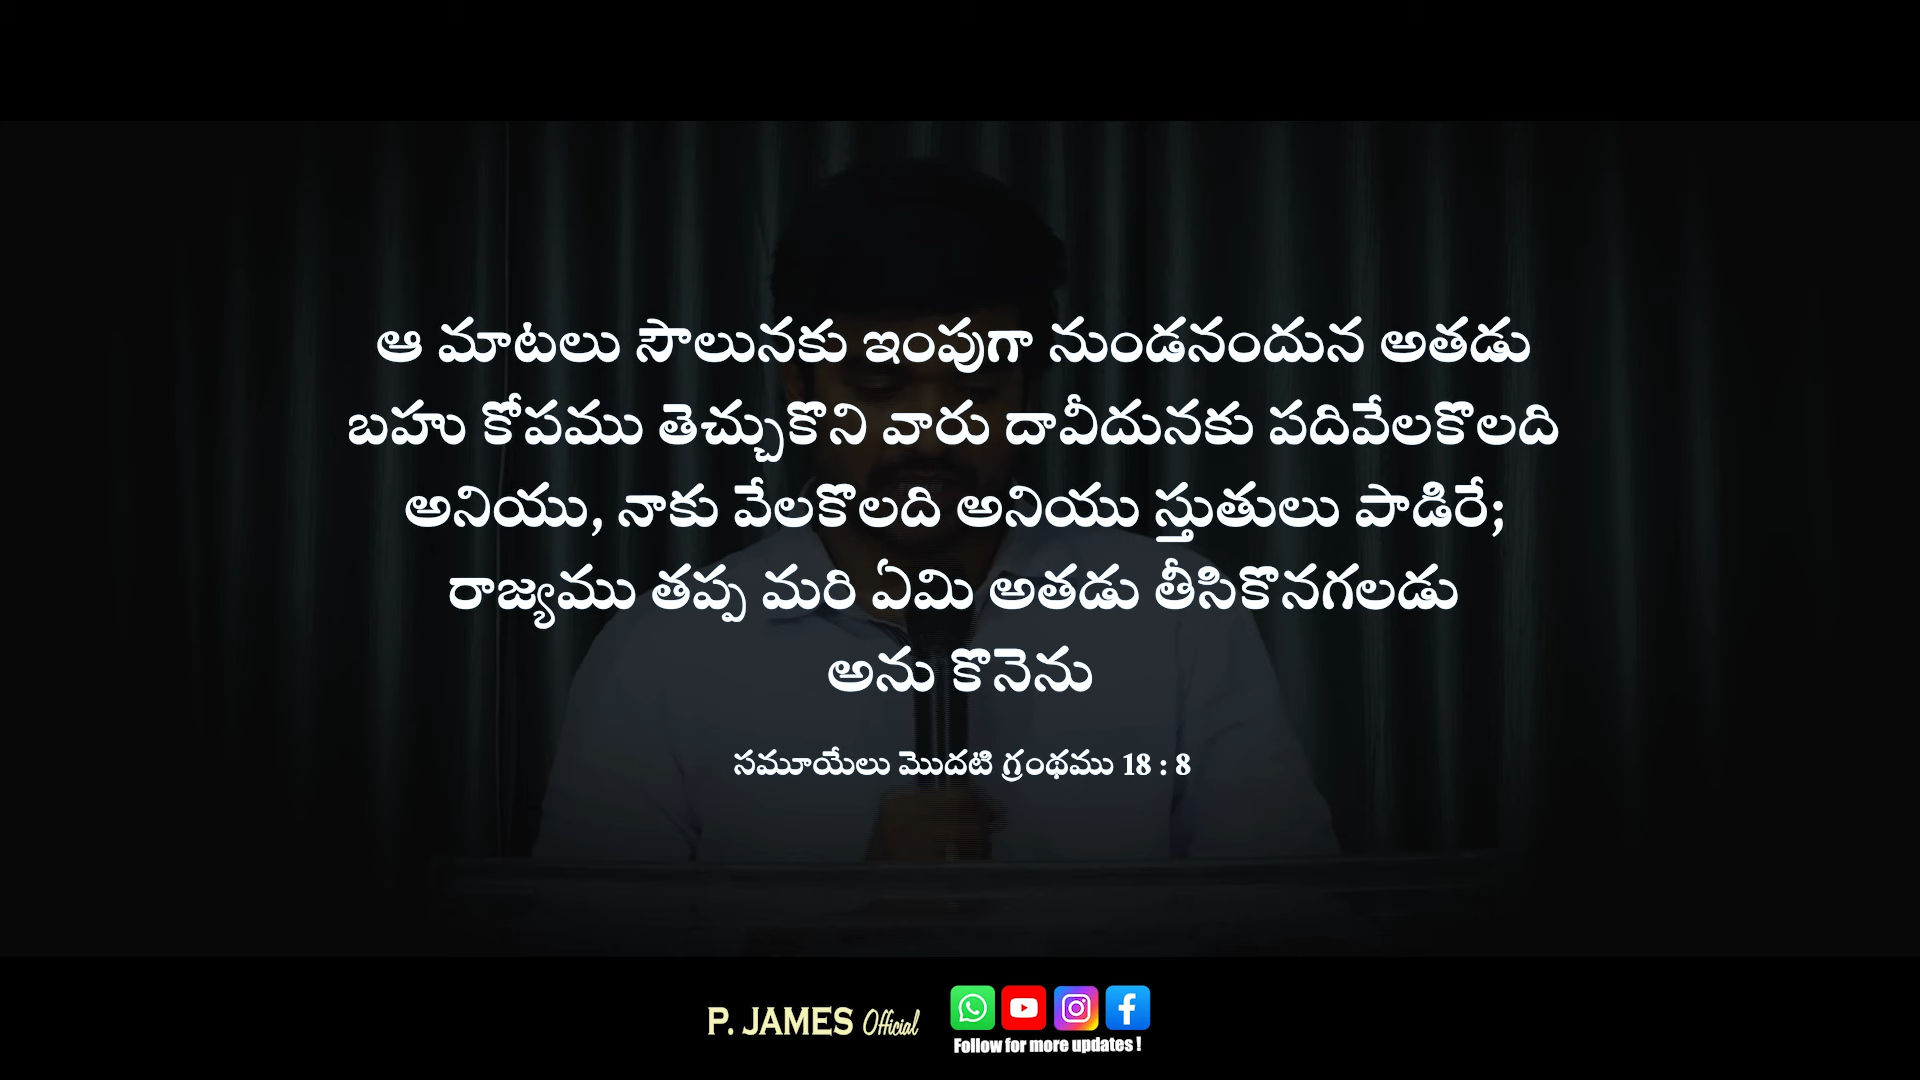 ఆ మాటలు సౌలునకు ఇంపుగా నుండనందున అతడు
బహు కోపము తెచ్చుకొని వారు దావీదునకు పదివేలకొలది
అనియు, నాకు వేలకొలది అనియు స్తుతులు పాడిరే;
రాజ్యము తప్ప మరి ఏమి అతడు తీసికొనగలడు
అను కొనెను
సమూయేలు మొదటి గ్రంథము 18 : 8
P. JAMES Official
Follow for more updates !